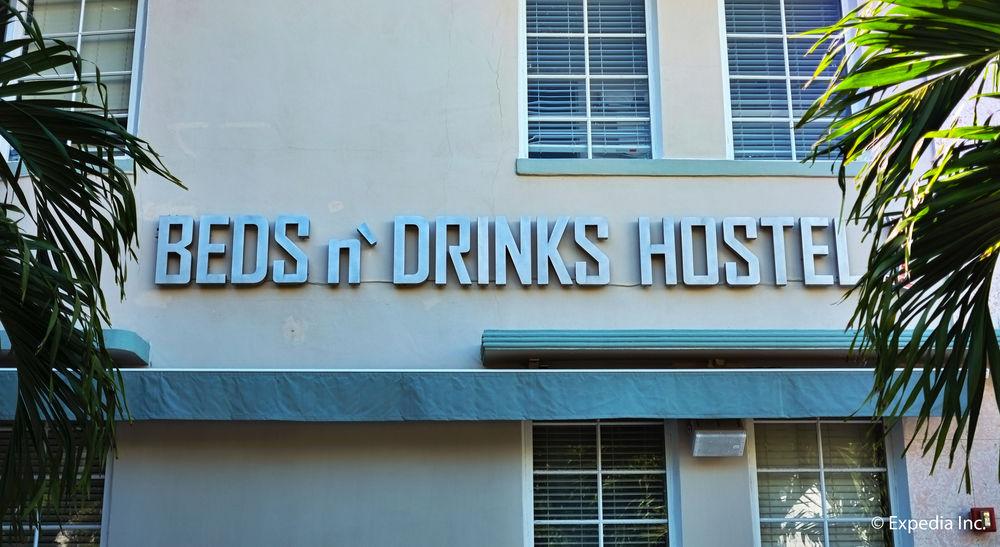 BEDS n` DRINKS HOSTEL
© Expedia Inc.